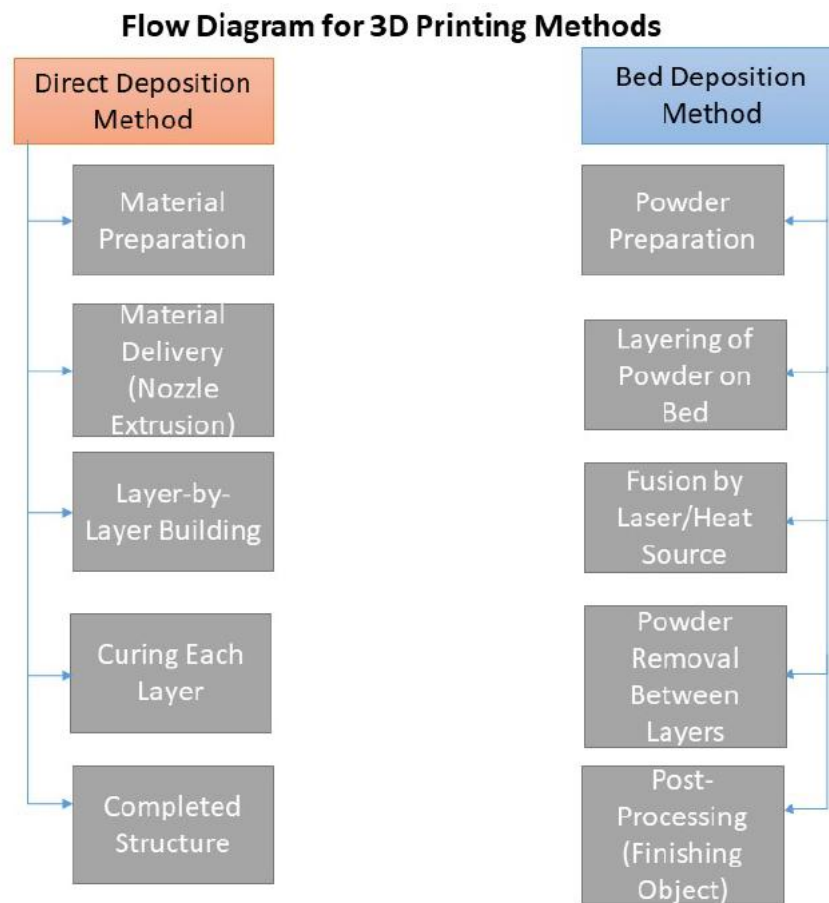 Flow Diagram for 3D Printing Methods
Direct Deposition
Method
Material
Preparation
Material
Delivery
(Nozzle
Extrusion)
Layer-by-
Layer Building
Curing Each
Layer
Completed
Structure
Bed Deposition
Method
Powder
Preparation
Layering of
Powder on
Bed
Fusion by
Laser/Heat
Source
Powder
Removal
Between
Layers
Post-
Processing
(Finishing
Object)